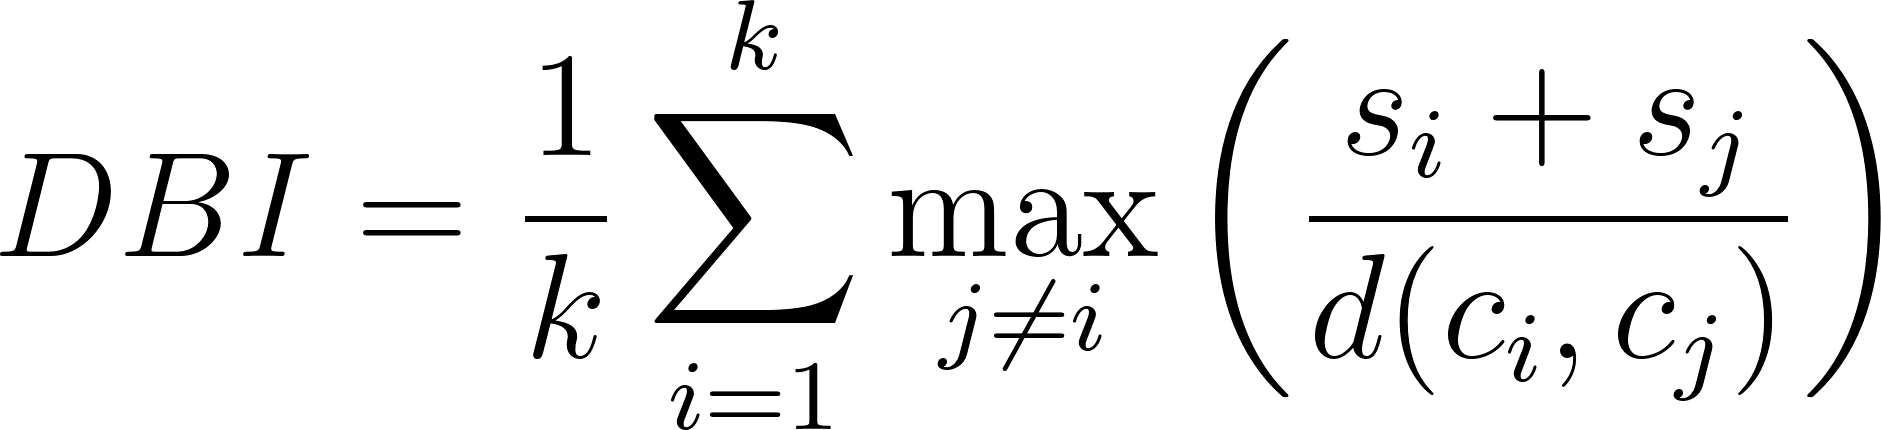 $DBI = \frac{1}{k} \sum_{i=1}^{k} \max_{j \neq i} \left( \frac{s_i + s_j}{d(c_i, c_j)} \right)$